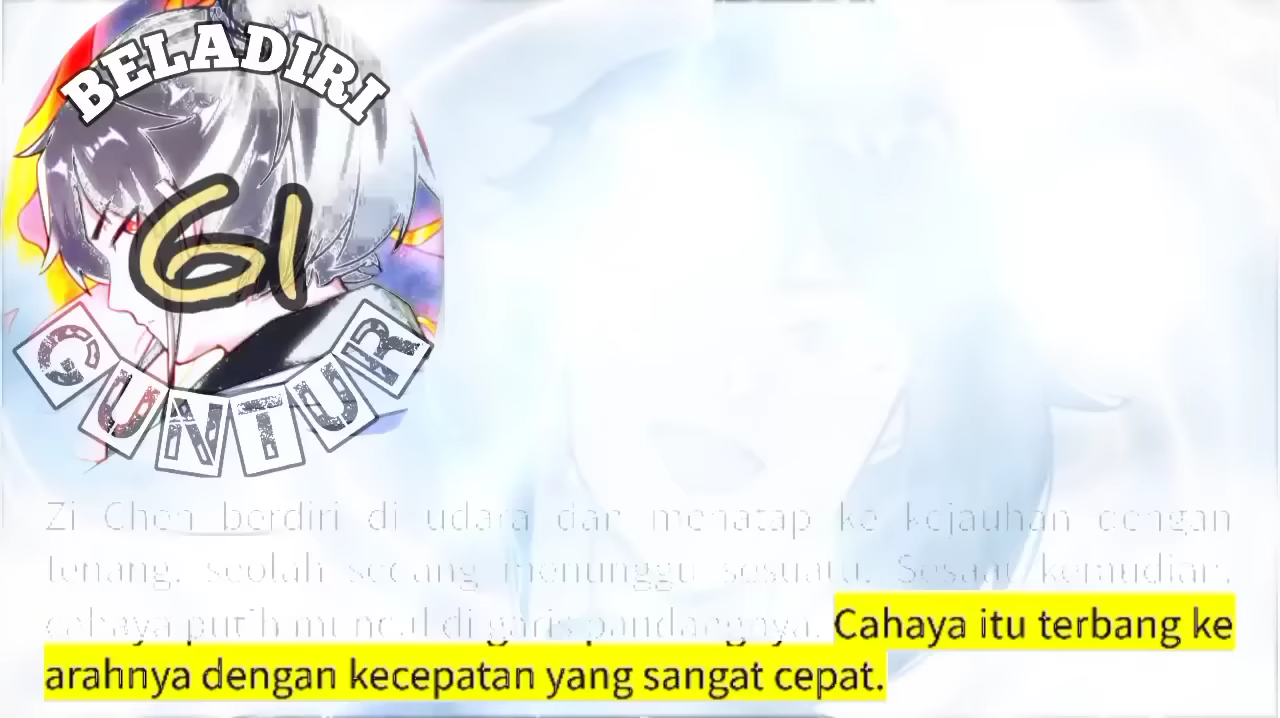 BELADIRI
61
GUNTUR
Zi Chen berdiri di udara dan menatap ke kejauhan dengan
tenang, seolah sedang menunggu sesuatu. Sesaat kemudian,
cahaya putih muncul di garis pandangnya. Cahaya itu terbang ke
arahnya dengan kecepatan yang sangat cepat.